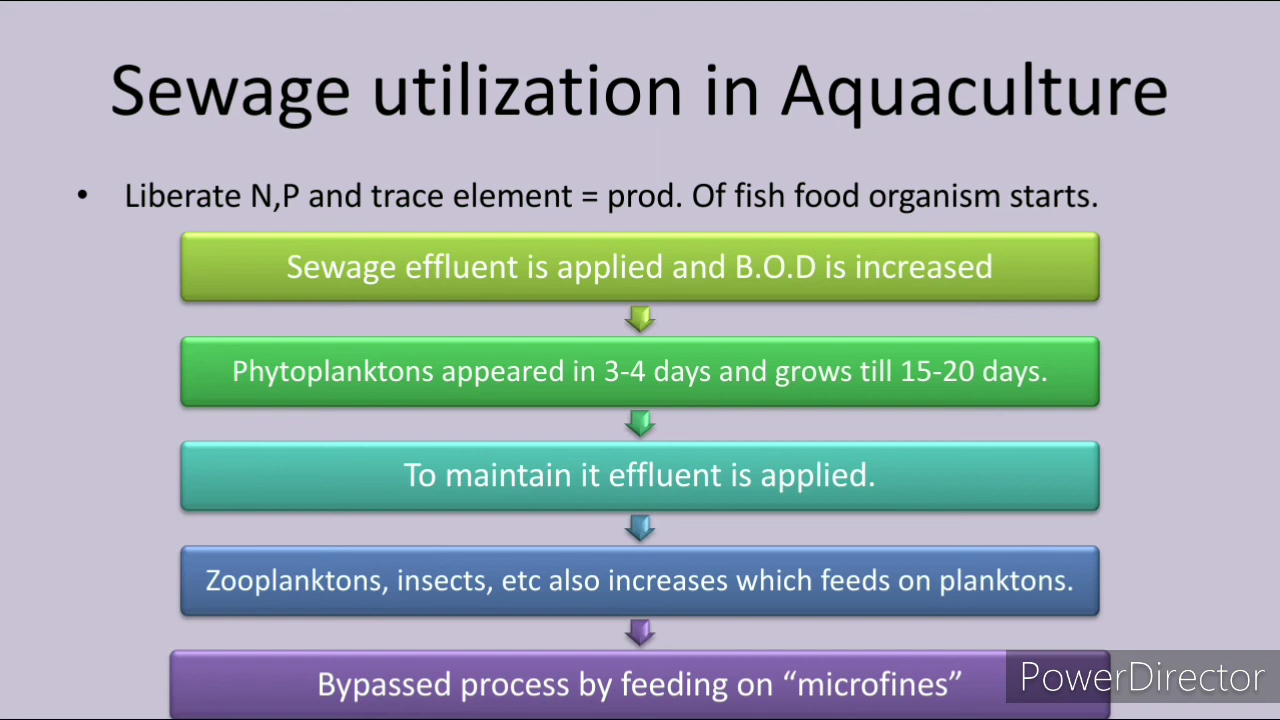 Sewage utilization in Aquaculture
• Liberate N,P and trace element = prod. Of fish food organism starts.
Sewage effluent is applied and B.O.D is increased
Phytoplanktons appeared in 3-4 days and grows till 15-20 days.
To maintain it effluent is applied.
Zooplanktons, insects, etc also increases which feeds on planktons.
Bypassed process by feeding on “microfines”
PowerDirector